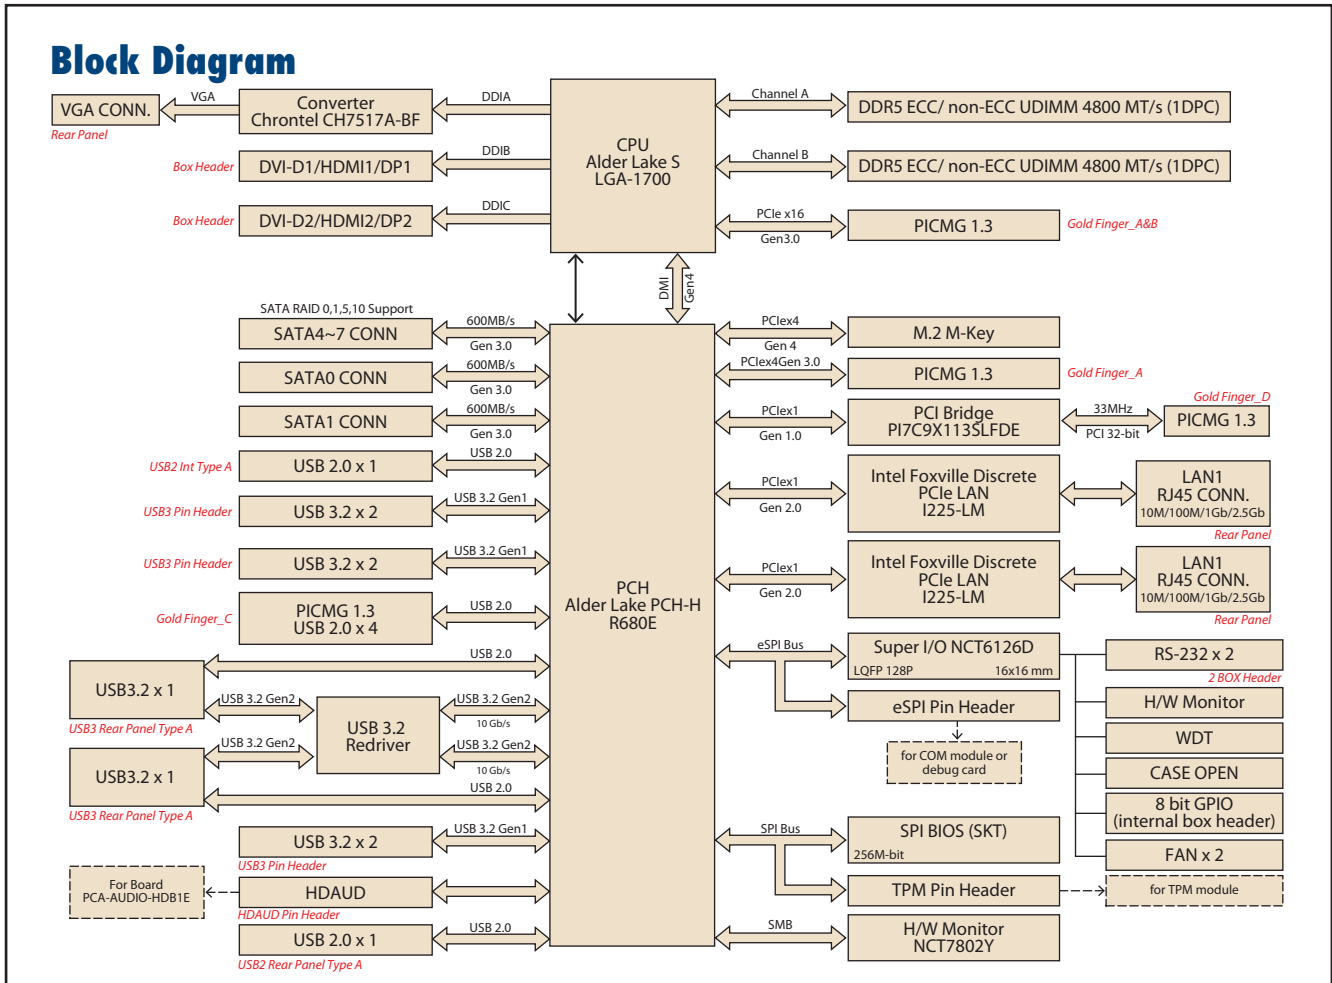 Block Diagram
VGA CONN.
Rear Panel
VGA
Converter
Chrontel CH7517A-BF
DDIA
Box Header
DVI-D1/HDMI1/DP1
DDIB
Box Header
DVI-D2/HDMI2/DP2
DDIC
CPU
Alder Lake S
LGA-1700
Channel A
DDR5 ECC/ non-ECC UDIMM 4800 MT/s (1DPC)
Channel B
DDR5 ECC/ non-ECC UDIMM 4800 MT/s (1DPC)
PCIe x16
Gen3.0
PICMG 1.3
Gold Finger_A&B
DMI
Gen4
SATA RAID 0,1,5,10 Support
SATA4~7 CONN
600MB/s
Gen 3.0
SATA0 CONN
600MB/s
Gen 3.0
SATA1 CONN
600MB/s
Gen 3.0
USB2 Int Type A
USB 2.0 x 1
USB 2.0
USB3 Pin Header
USB 3.2 x 2
USB 3.2 Gen1
USB3 Pin Header
USB 3.2 x 2
USB 3.2 Gen1
Gold Finger_C
PICMG 1.3
USB 2.0 x 4
USB 2.0
USB3.2 x 1
USB3 Rear Panel Type A
USB 2.0
USB 3.2 Gen2
USB 3.2
Redriver
USB 3.2 Gen2
10 Gb/s
USB 3.2 Gen2
USB 3.2 Gen2
10 Gb/s
USB3.2 x 1
USB3 Rear Panel Type A
USB 2.0
USB 3.2 x 2
USB3 Pin Header
USB 3.2 Gen1
For Board
PCA-AUDIO-HDB1E
HDAUD
HDAUD Pin Header
USB 2.0 x 1
USB2 Rear Panel Type A
USB 2.0
PCH
Alder Lake PCH-H
R680E
PCIex4
Gen 4
M.2 M-Key
PCIex4Gen 3.0
PICMG 1.3
Gold Finger_A
PCIex1
Gen 1.0
PCI Bridge
PI7C9X113SLFDE
33MHz
PCI 32-bit
Gold Finger_D
PICMG 1.3
PCIex1
Gen 2.0
Intel Foxville Discrete
PCIe LAN
I225-LM
LAN1
RJ45 CONN.
10M/100M/1Gb/2.5Gb
Rear Panel
PCIex1
Gen 2.0
Intel Foxville Discrete
PCIe LAN
I225-LM
LAN1
RJ45 CONN.
10M/100M/1Gb/2.5Gb
Rear Panel
eSPI Bus
Super I/O NCT6126D
LQFP 128P 16x16 mm
eSPI Pin Header
for COM module or
debug card
RS-232 x 2
2 BOX Header
H/W Monitor
WDT
CASE OPEN
8 bit GPIO
(internal box header)
FAN x 2
SPI Bus
SPI BIOS (SKT)
256M-bit
TPM Pin Header
for TPM module
SMB
H/W Monitor
NCT7802Y